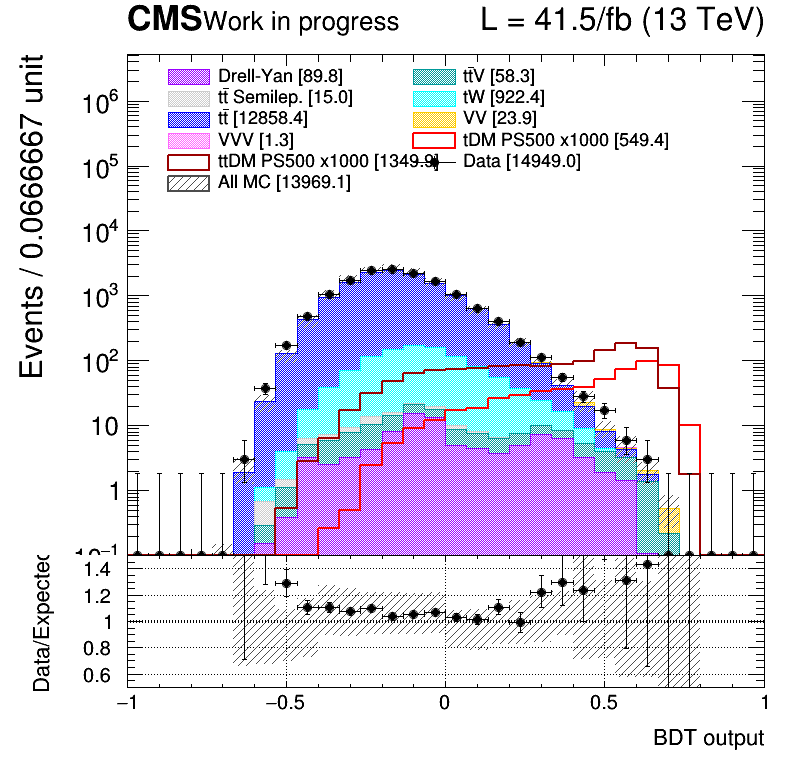 CMS Work in progress L = 41.5/fb (13 TeV)
Events / 0.0666667 unit
Drell-Yan [89.8] tt̄V [58.3]
tt̄ Semilep. [15.0] tW [922.4]
tt̄ [12858.4] VV [23.9]
VVV [1.3] tDM PS500 x1000 [549.4]
ttDM PS500 x1000 [1349.9] Data [14949.0]
All MC [13969.1]
10⁶
10⁵
10⁴
10³
10²
10
1
10⁻¹
Data/Expected
1.4
1.2
1
0.8
0.6
−1 −0.5 0 0.5 1
BDT output